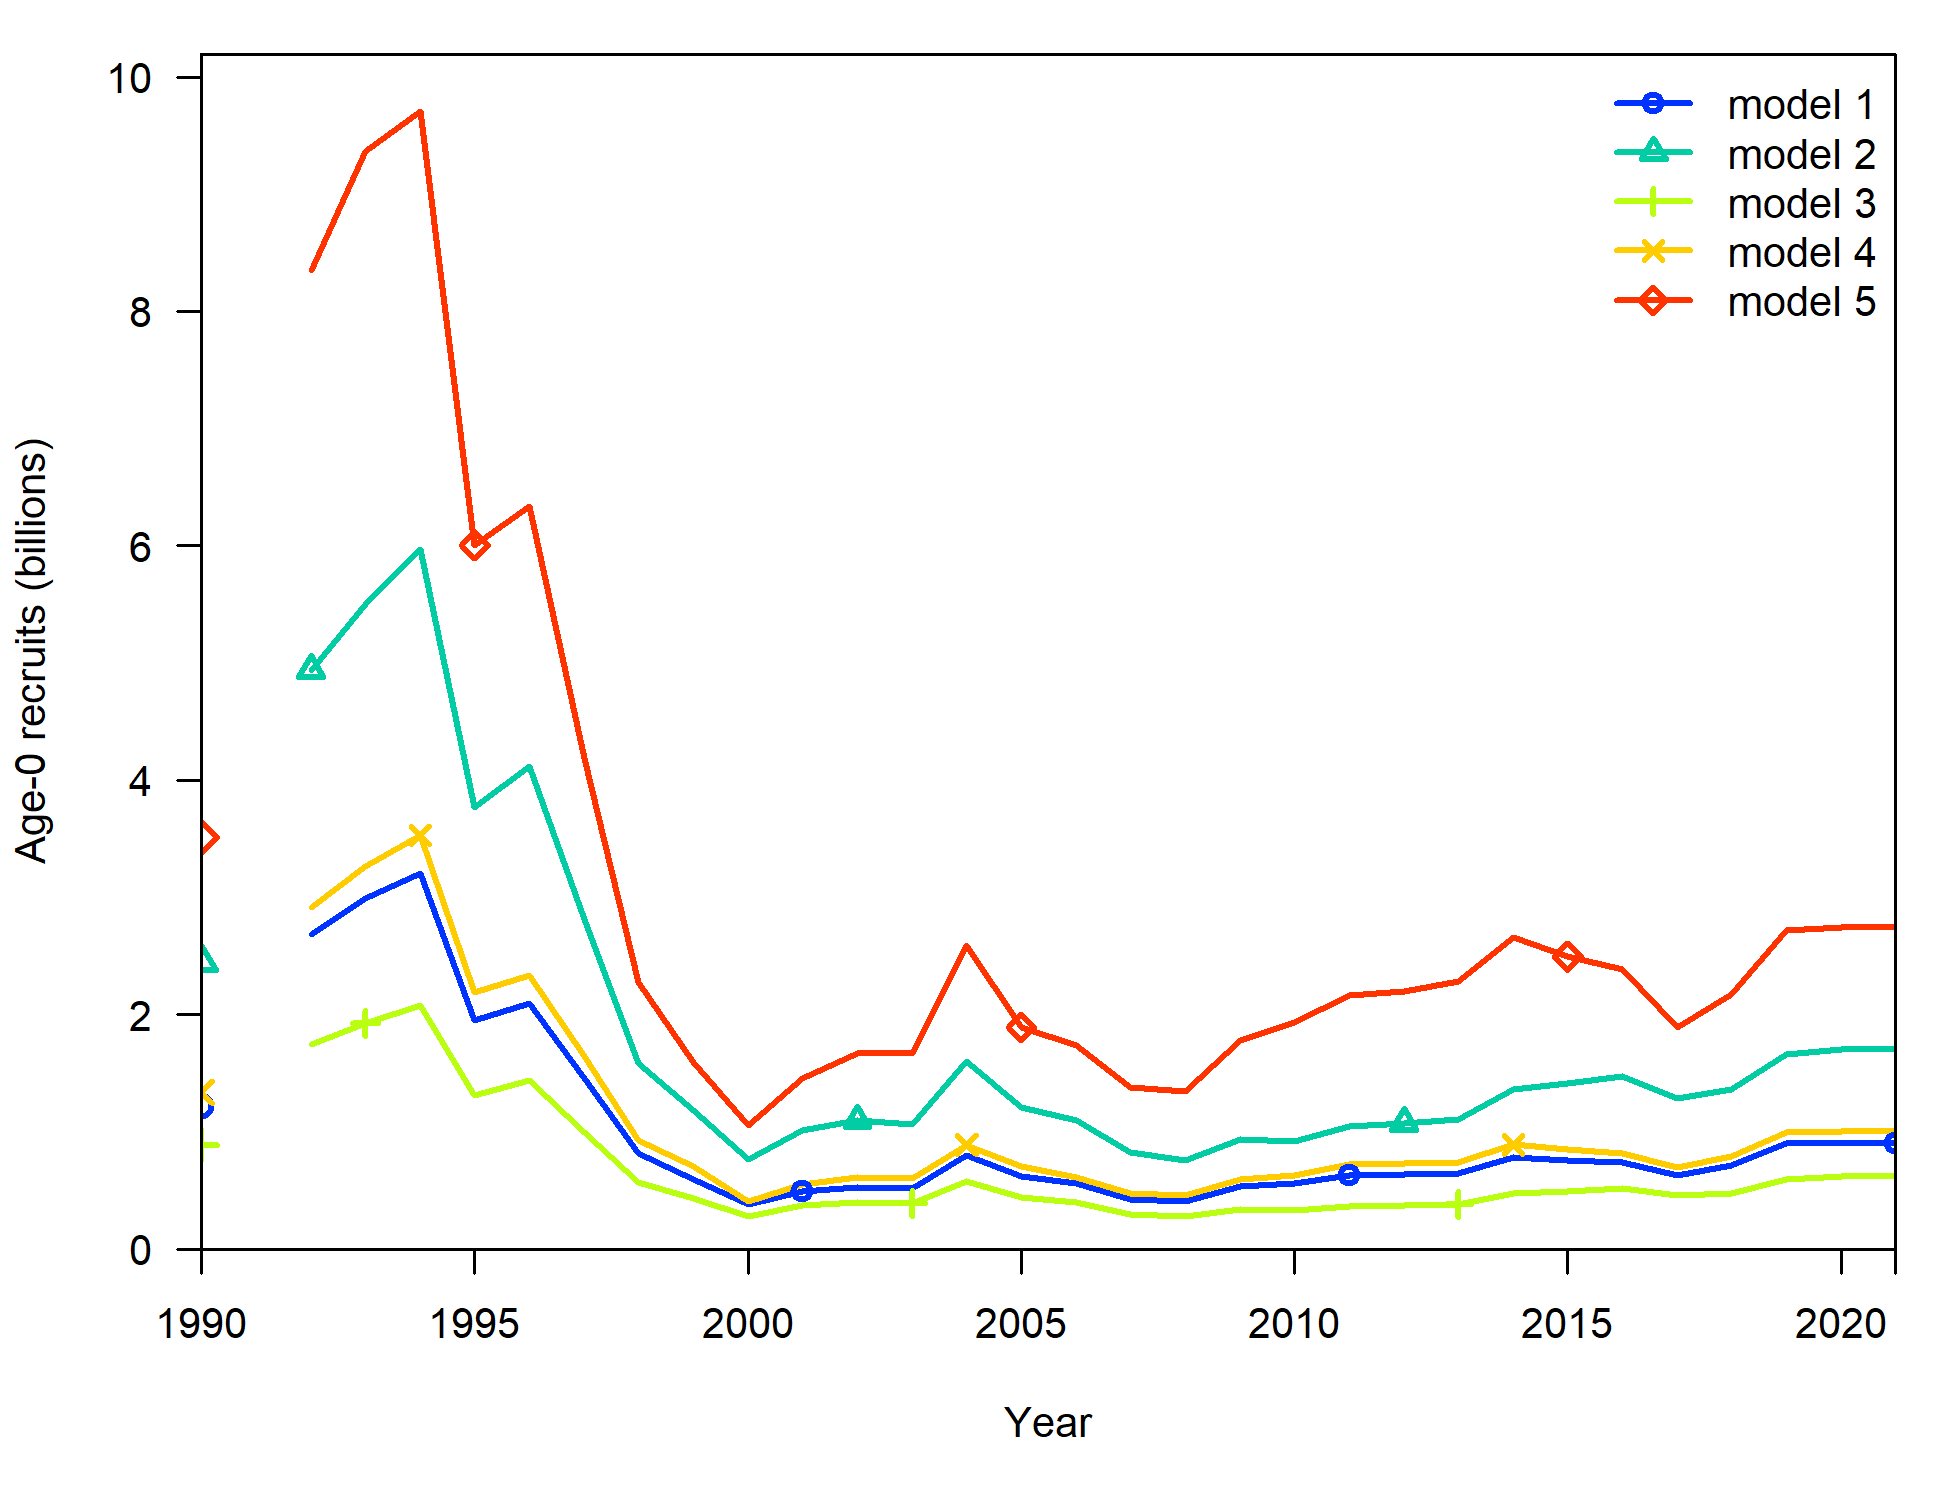 10
8
6
4
2
0
Age-0 recruits (billions)
model 1
model 2
model 3
model 4
model 5
1990 1995 2000 2005 2010 2015 2020
Year